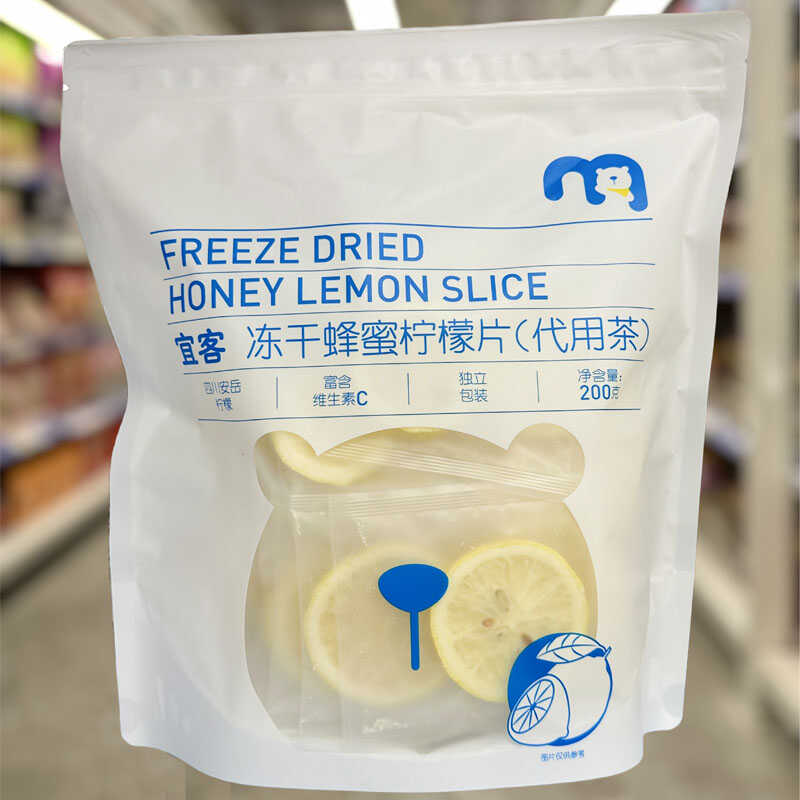 FREEZE DRIED
HONEY LEMON SLICE
宜客 冻干蜂蜜柠檬片(代用茶)
四川安岳
柠檬
富含
维生素C
独立
包装
净含量:
200克
图片仅供参考